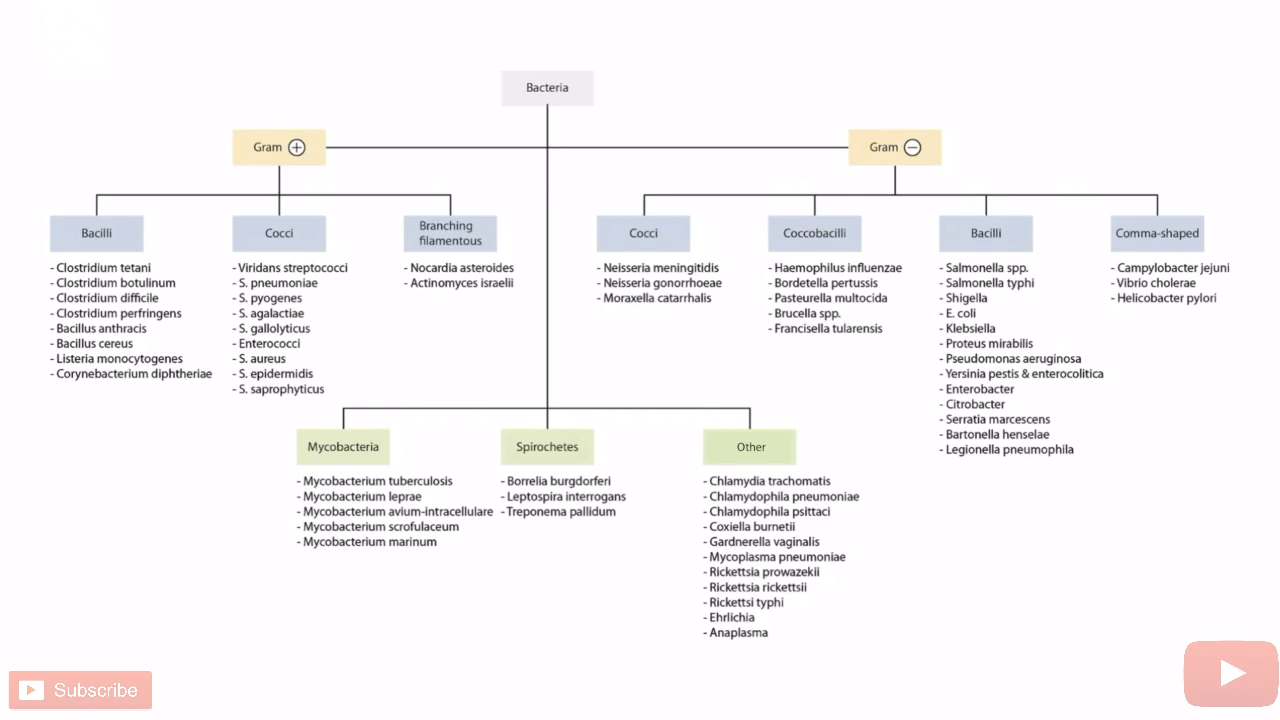 Bacteria
Gram +
Gram −
Bacilli
- Clostridium tetani
- Clostridium botulinum
- Clostridium difficile
- Clostridium perfringens
- Bacillus anthracis
- Bacillus cereus
- Listeria monocytogenes
- Corynebacterium diphtheriae
Cocci
- Viridans streptococci
- S. pneumoniae
- S. pyogenes
- S. agalactiae
- S. gallolyticus
- Enterococci
- S. aureus
- S. epidermidis
- S. saprophyticus
Branching
filamentous
- Nocardia asteroides
- Actinomyces israelii
Cocci
- Neisseria meningitidis
- Neisseria gonorrhoeae
- Moraxella catarrhalis
Coccobacilli
- Haemophilus influenzae
- Bordetella pertussis
- Pasteurella multocida
- Brucella spp.
- Francisella tularensis
Bacilli
- Salmonella spp.
- Salmonella typhi
- Shigella
- E. coli
- Klebsiella
- Proteus mirabilis
- Pseudomonas aeruginosa
- Yersinia pestis & enterocolitica
- Enterobacter
- Citrobacter
- Serratia marcescens
- Bartonella henselae
- Legionella pneumophila
Comma-shaped
- Campylobacter jejuni
- Vibrio cholerae
- Helicobacter pylori
Mycobacteria
- Mycobacterium tuberculosis
- Mycobacterium leprae
- Mycobacterium avium-intracellulare
- Mycobacterium scrofulaceum
- Mycobacterium marinum
Spirochetes
- Borrelia burgdorferi
- Leptospira interrogans
- Treponema pallidum
Other
- Chlamydia trachomatis
- Chlamydophila pneumoniae
- Chlamydophila psittaci
- Coxiella burnetii
- Gardnerella vaginalis
- Mycoplasma pneumoniae
- Rickettsia prowazekii
- Rickettsia rickettsii
- Rickettsi typhi
- Ehrlichia
- Anaplasma
Subscribe